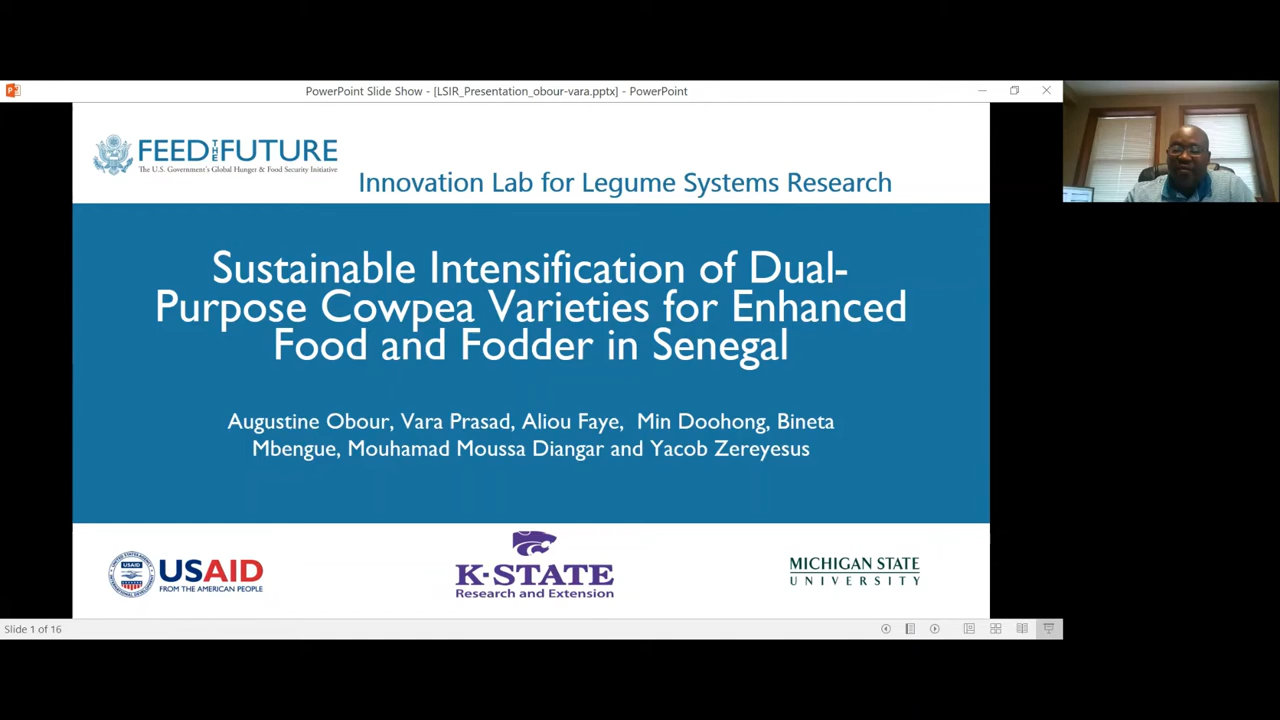 PowerPoint Slide Show - [LSIR_Presentation_obour-vara.pptx] - PowerPoint
FEED THE FUTURE
The U.S. Government's Global Hunger & Food Security Initiative
Innovation Lab for Legume Systems Research
Sustainable Intensification of Dual-
Purpose Cowpea Varieties for Enhanced
Food and Fodder in Senegal
Augustine Obour, Vara Prasad, Aliou Faye, Min Doohong, Bineta
Mbengue, Mouhamad Moussa Diangar and Yacob Zereyesus
USAID
FROM THE AMERICAN PEOPLE
K-STATE
Research and Extension
MICHIGAN STATE
UNIVERSITY
Slide 1 of 16